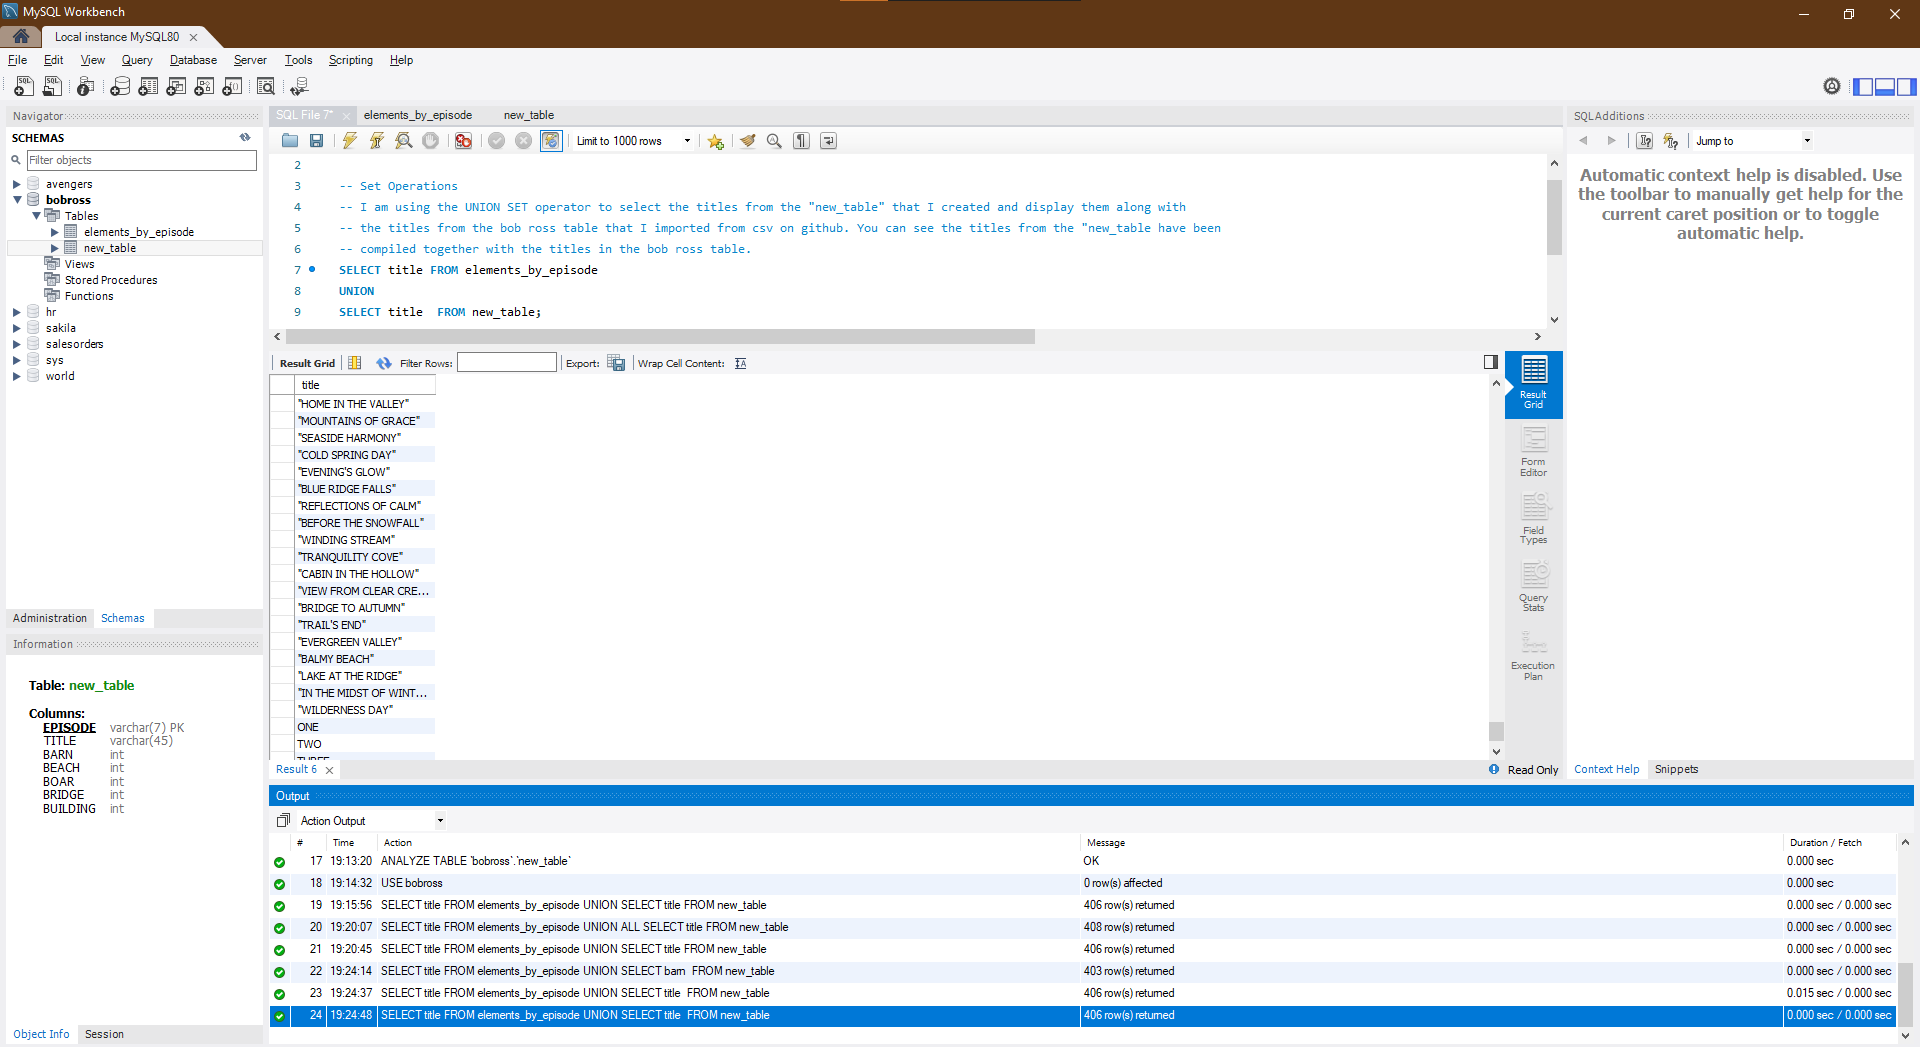 MySQL Workbench
Local instance MySQL80
File Edit View Query Database Server Tools Scripting Help
Navigator
SCHEMAS
Filter objects
avengers
bobross
Tables
elements_by_episode
new_table
Views
Stored Procedures
Functions
hr
sakila
salesorders
sys
world
Administration Schemas
Information
Table: new_table
Columns:
EPISODE varchar(7) PK
TITLE varchar(45)
BARN int
BEACH int
BOAR int
BRIDGE int
BUILDING int
Object Info Session
SQL File 7* elements_by_episode new_table
Limit to 1000 rows
2
3 -- Set Operations
4 -- I am using the UNION SET operator to select the titles from the "new_table" that I created and display them along with
5 -- the titles from the bob ross table that I imported from csv on github. You can see the titles from the "new_table have been
6 -- compiled together with the titles in the bob ross table.
7 SELECT title FROM elements_by_episode
8 UNION
9 SELECT title  FROM new_table;
Result Grid Filter Rows: Export: Wrap Cell Content:
title
"HOME IN THE VALLEY"
"MOUNTAINS OF GRACE"
"SEASIDE HARMONY"
"COLD SPRING DAY"
"EVENING'S GLOW"
"BLUE RIDGE FALLS"
"REFLECTIONS OF CALM"
"BEFORE THE SNOWFALL"
"WINDING STREAM"
"TRANQUILITY COVE"
"CABIN IN THE HOLLOW"
"VIEW FROM CLEAR CRE...
"BRIDGE TO AUTUMN"
"TRAIL'S END"
"EVERGREEN VALLEY"
"BALMY BEACH"
"LAKE AT THE RIDGE"
"IN THE MIDST OF WINT...
"WILDERNESS DAY"
ONE
TWO
THREE
Result Grid
Form Editor
Field Types
Query Stats
Execution Plan
Result 6
Read Only
SQLAdditions
Jump to
Automatic context help is disabled. Use
the toolbar to manually get help for the
current caret position or to toggle
automatic help.
Context Help Snippets
Output
Action Output
# Time Action Message Duration / Fetch
17 19:13:20 ANALYZE TABLE `bobross`.`new_table` OK 0.000 sec
18 19:14:32 USE bobross 0 row(s) affected 0.000 sec
19 19:15:56 SELECT title FROM elements_by_episode UNION SELECT title FROM new_table 406 row(s) returned 0.000 sec / 0.000 sec
20 19:20:07 SELECT title FROM elements_by_episode UNION ALL SELECT title FROM new_table 408 row(s) returned 0.000 sec / 0.000 sec
21 19:20:45 SELECT title FROM elements_by_episode UNION SELECT title FROM new_table 406 row(s) returned 0.000 sec / 0.000 sec
22 19:24:14 SELECT title FROM elements_by_episode UNION SELECT barn  FROM new_table 403 row(s) returned 0.000 sec / 0.000 sec
23 19:24:37 SELECT title FROM elements_by_episode UNION SELECT title  FROM new_table 406 row(s) returned 0.015 sec / 0.000 sec
24 19:24:48 SELECT title FROM elements_by_episode UNION SELECT title  FROM new_table 406 row(s) returned 0.000 sec / 0.000 sec